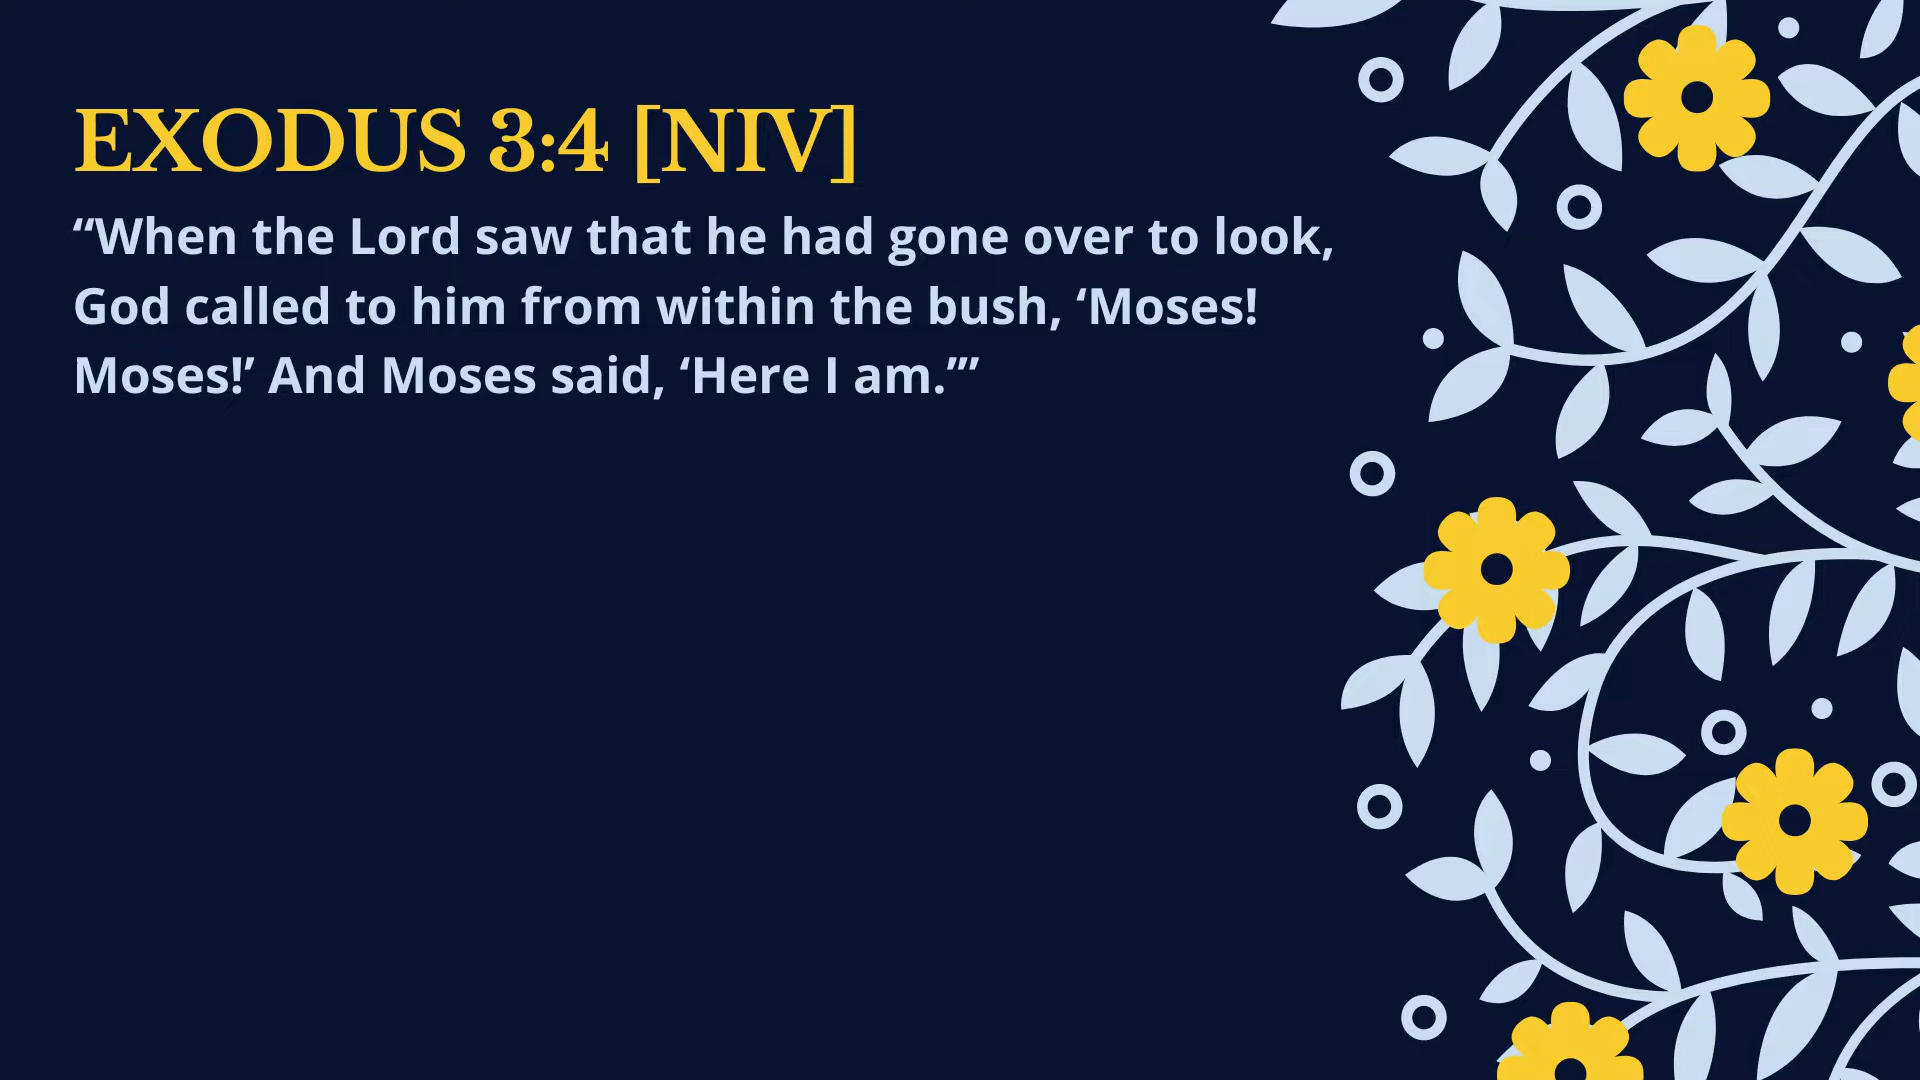 EXODUS 3:4 [NIV]
“When the Lord saw that he had gone over to look,
God called to him from within the bush, ‘Moses!
Moses!’ And Moses said, ‘Here I am.’”